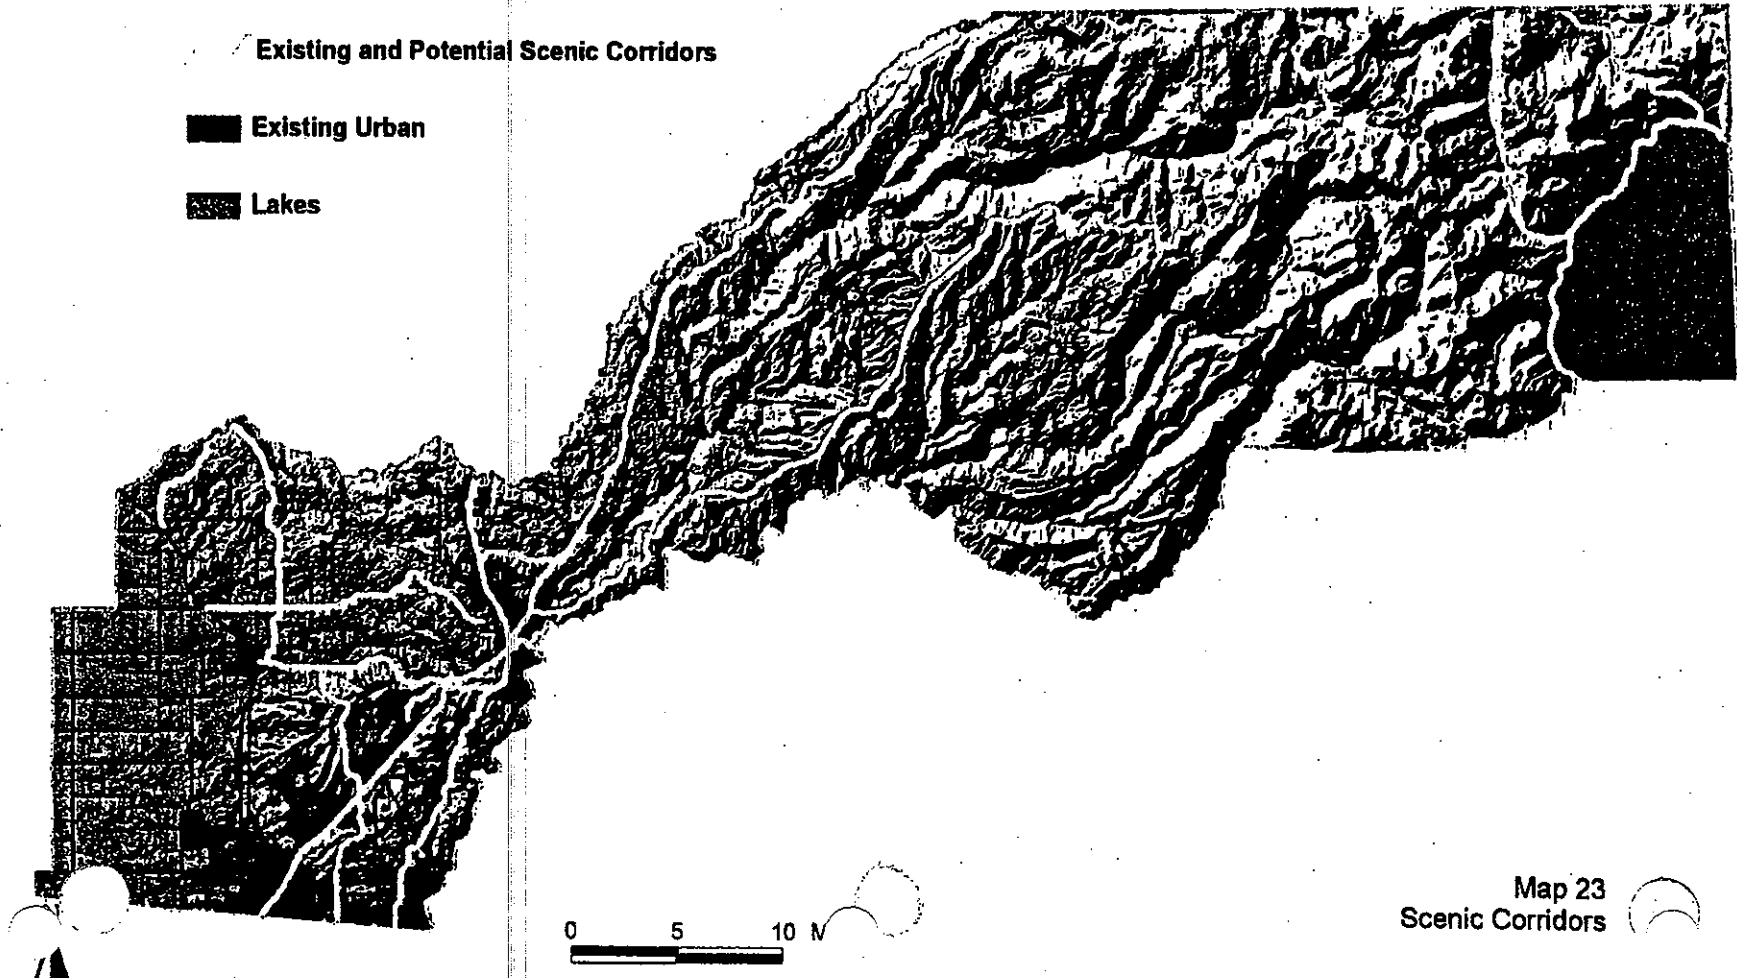 Existing and Potential Scenic Corridors
Existing Urban
Lakes
0 5 10 M
Map 23
Scenic Corridors